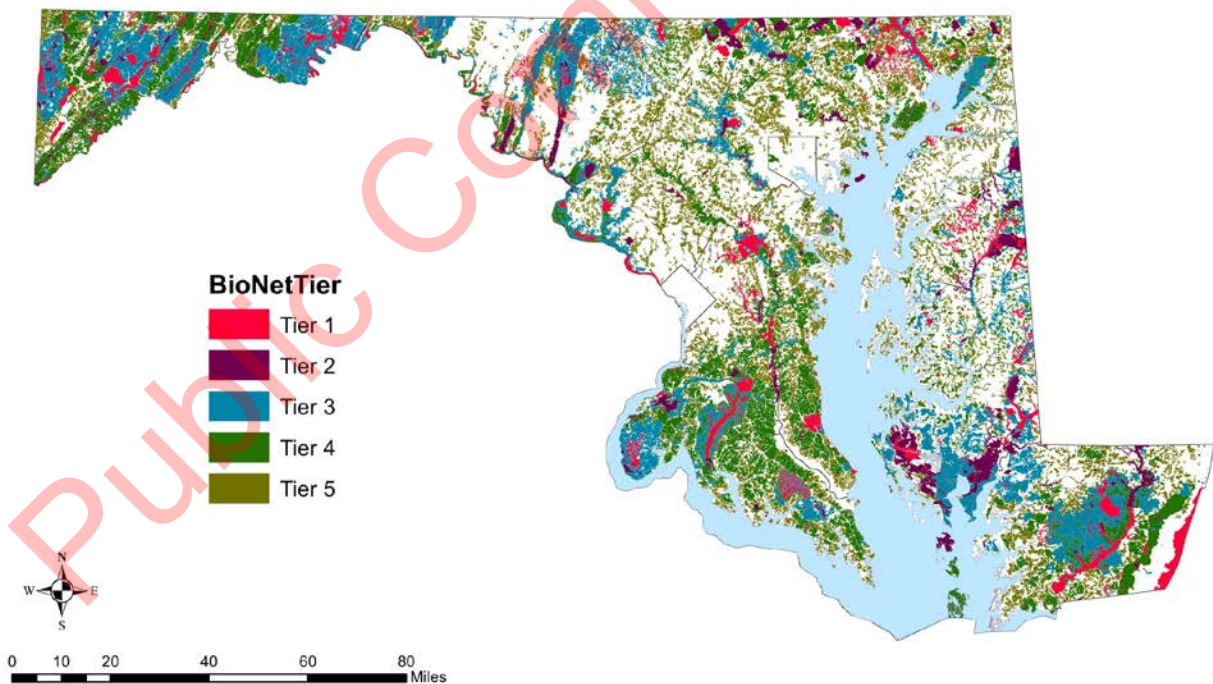 Public Com
BioNetTier
Tier 1
Tier 2
Tier 3
Tier 4
Tier 5
N
W E
S
0 10 20 40 60 80
Miles